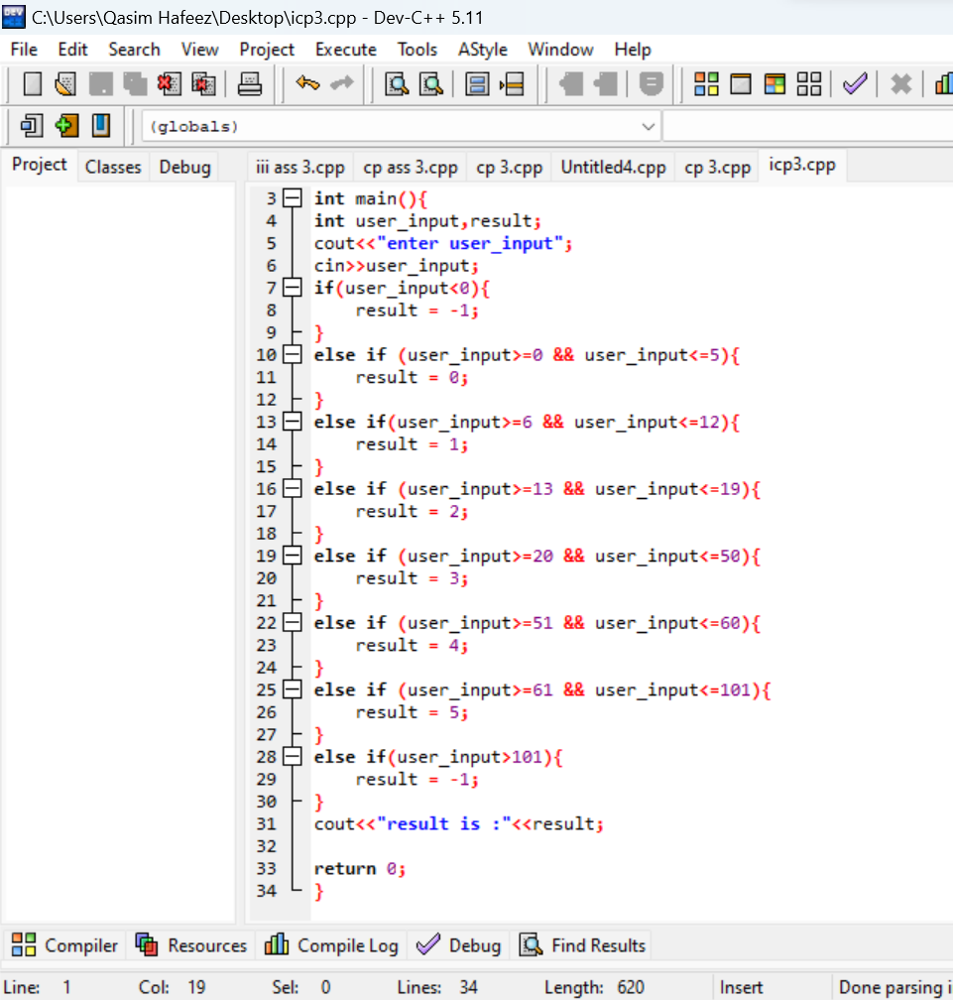 C:\Users\Qasim Hafeez\Desktop\icp3.cpp - Dev-C++ 5.11
File Edit Search View Project Execute Tools AStyle Window Help
(globals)
Project Classes Debug iii ass 3.cpp cp ass 3.cpp cp 3.cpp Untitled4.cpp cp 3.cpp icp3.cpp
3 int main(){
4 int user_input,result;
5 cout<<"enter user_input";
6 cin>>user_input;
7 if(user_input<0){
8 result = -1;
9 }
10 else if (user_input>=0 && user_input<=5){
11 result = 0;
12 }
13 else if(user_input>=6 && user_input<=12){
14 result = 1;
15 }
16 else if (user_input>=13 && user_input<=19){
17 result = 2;
18 }
19 else if (user_input>=20 && user_input<=50){
20 result = 3;
21 }
22 else if (user_input>=51 && user_input<=60){
23 result = 4;
24 }
25 else if (user_input>=61 && user_input<=101){
26 result = 5;
27 }
28 else if(user_input>101){
29 result = -1;
30 }
31 cout<<"result is :"<<result;
32
33 return 0;
34 }
Compiler Resources Compile Log Debug Find Results
Line: 1 Col: 19 Sel: 0 Lines: 34 Length: 620 Insert Done parsing i